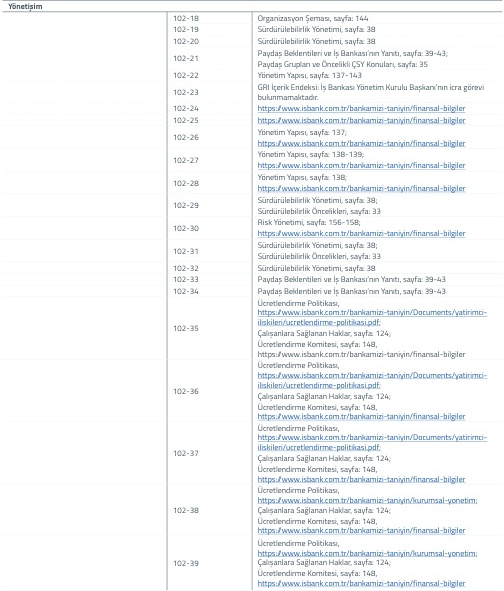 Yönetişim
102-18 Organizasyon Şeması, sayfa: 144
102-19 Sürdürülebilirlik Yönetimi, sayfa: 38
102-20 Sürdürülebilirlik Yönetimi, sayfa: 38
102-21 Paydaş Beklentileri ve İş Bankası'nın Yanıtı, sayfa: 39-43;
Paydaş Grupları ve Öncelikli ÇSY Konuları, sayfa: 35
102-22 Yönetim Yapısı, sayfa: 137-143
102-23 GRI İçerik Endeksi: İş Bankası Yönetim Kurulu Başkanı'nın icra görevi
bulunmamaktadır.
102-24 https://www.isbank.com.tr/bankamizi-taniyin/finansal-bilgiler
102-25 https://www.isbank.com.tr/bankamizi-taniyin/finansal-bilgiler
102-26 Yönetim Yapısı, sayfa: 137;
https://www.isbank.com.tr/bankamizi-taniyin/finansal-bilgiler
102-27 Yönetim Yapısı, sayfa: 138-139;
https://www.isbank.com.tr/bankamizi-taniyin/finansal-bilgiler
102-28 Yönetim Yapısı, sayfa: 138;
https://www.isbank.com.tr/bankamizi-taniyin/finansal-bilgiler
102-29 Sürdürülebilirlik Yönetimi, sayfa: 38;
Sürdürülebilirlik Öncelikleri, sayfa: 33
102-30 Risk Yönetimi, sayfa: 156-158;
https://www.isbank.com.tr/bankamizi-taniyin/finansal-bilgiler
102-31 Sürdürülebilirlik Yönetimi, sayfa: 38;
Sürdürülebilirlik Öncelikleri, sayfa: 33
102-32 Sürdürülebilirlik Yönetimi, sayfa: 38
102-33 Paydaş Beklentileri ve İş Bankası'nın Yanıtı, sayfa: 39-43
102-34 Paydaş Beklentileri ve İş Bankası'nın Yanıtı, sayfa: 39-43
102-35 Ücretlendirme Politikası,
https://www.isbank.com.tr/bankamizi-taniyin/Documents/yatirimci-
iliskileri/ucretlendirme-politikasi.pdf;
Çalışanlara Sağlanan Haklar, sayfa: 124;
Ücretlendirme Komitesi, sayfa: 148,
https://www.isbank.com.tr/bankamizi-taniyin/finansal-bilgiler
102-36 Ücretlendirme Politikası,
https://www.isbank.com.tr/bankamizi-taniyin/Documents/yatirimci-
iliskileri/ucretlendirme-politikasi.pdf;
Çalışanlara Sağlanan Haklar, sayfa: 124;
Ücretlendirme Komitesi, sayfa: 148,
https://www.isbank.com.tr/bankamizi-taniyin/finansal-bilgiler
102-37 Ücretlendirme Politikası,
https://www.isbank.com.tr/bankamizi-taniyin/Documents/yatirimci-
iliskileri/ucretlendirme-politikasi.pdf;
Çalışanlara Sağlanan Haklar, sayfa: 124;
Ücretlendirme Komitesi, sayfa: 148,
https://www.isbank.com.tr/bankamizi-taniyin/finansal-bilgiler
102-38 Ücretlendirme Politikası,
https://www.isbank.com.tr/bankamizi-taniyin/kurumsal-yonetim;
Çalışanlara Sağlanan Haklar, sayfa: 124;
Ücretlendirme Komitesi, sayfa: 148,
https://www.isbank.com.tr/bankamizi-taniyin/finansal-bilgiler
102-39 Ücretlendirme Politikası,
https://www.isbank.com.tr/bankamizi-taniyin/kurumsal-yonetim;
Çalışanlara Sağlanan Haklar, sayfa: 124;
Ücretlendirme Komitesi, sayfa: 148,
https://www.isbank.com.tr/bankamizi-taniyin/finansal-bilgiler